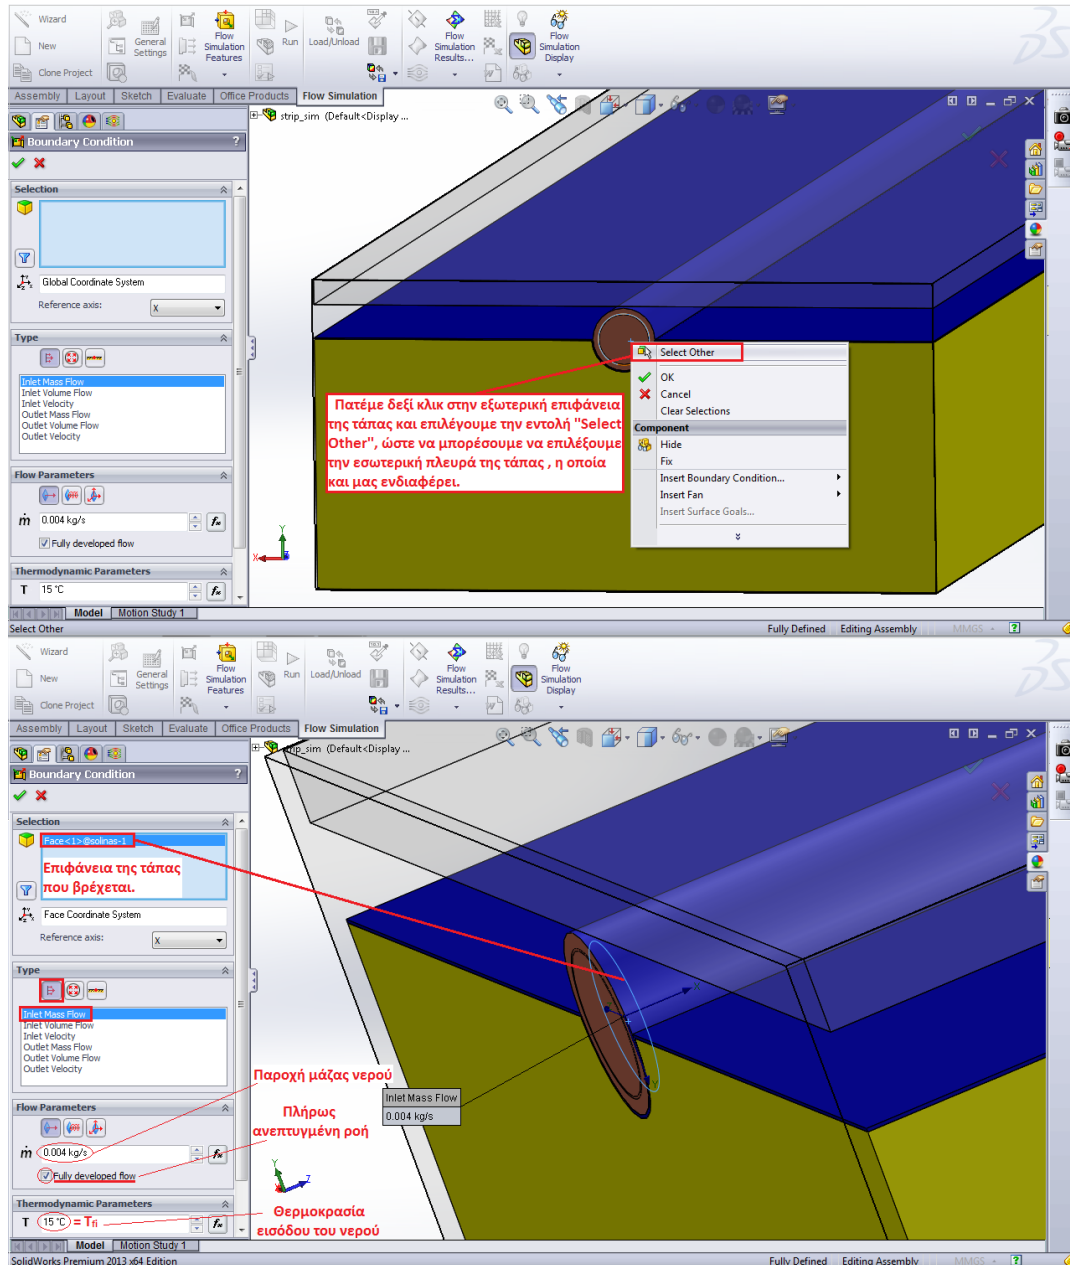 Wizard
New
Clone Project
General
Settings
Flow
Simulation
Features
Run
Load/Unload
Flow
Simulation
Results...
Flow
Simulation
Display
Assembly
Layout
Sketch
Evaluate
Office Products
Flow Simulation
strip_sim (Default<Display ...
Boundary Condition
?
Selection
Global Coordinate System
Reference axis:
X
Type
Inlet Mass Flow
Inlet Volume Flow
Inlet Velocity
Outlet Mass Flow
Outlet Volume Flow
Outlet Velocity
Flow Parameters
ṁ
0.004 kg/s
Fully developed flow
Thermodynamic Parameters
T
15 °C
Select Other
OK
Cancel
Clear Selections
Component
Hide
Fix
Insert Boundary Condition...
Insert Fan
Insert Surface Goals...
Πατέμε δεξί κλικ στην εξωτερική επιφάνεια
της τάπας και επιλέγουμε την εντολή "Select
Other", ώστε να μπορέσουμε να επιλέξουμε
την εσωτερική πλευρά της τάπας , η οποία
και μας ενδιαφέρει.
Y
X
Model
Motion Study 1
Select Other
Fully Defined
Editing Assembly
MMGS
Wizard
New
Clone Project
General
Settings
Flow
Simulation
Features
Run
Load/Unload
Flow
Simulation
Results...
Flow
Simulation
Display
Assembly
Layout
Sketch
Evaluate
Office Products
Flow Simulation
strip_sim (Default<Display ...
Boundary Condition
?
Selection
Face<1>@solinas-1
Επιφάνεια της τάπας
που βρέχεται.
Face Coordinate System
Reference axis:
X
Type
Inlet Mass Flow
Inlet Volume Flow
Inlet Velocity
Outlet Mass Flow
Outlet Volume Flow
Outlet Velocity
Παροχή μάζας νερού
Inlet Mass Flow
0.004 kg/s
Flow Parameters
Πλήρως
ανεπτυγμένη ροή
ṁ
0.004 kg/s
Fully developed flow
Thermodynamic Parameters
T
15 °C
= Tfi
Θερμοκρασία
εισόδου του νερού
Y
Z
Model
Motion Study 1
SolidWorks Premium 2013 x64 Edition
Fully Defined
Editing Assembly
MMGS